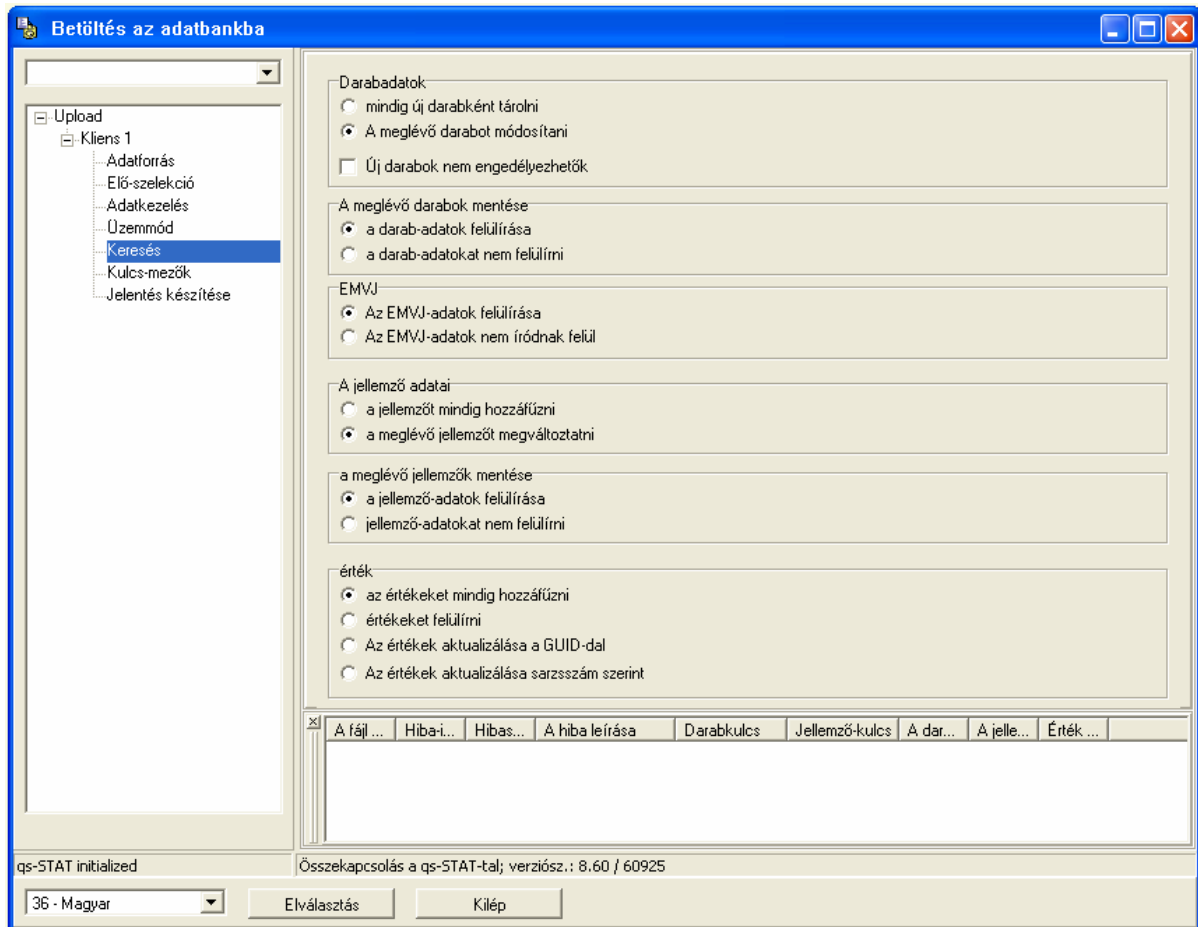 Betöltés az adatbankba
Upload
Kliens 1
Adatforrás
Elő-szelekció
Adatkezelés
Üzemmód
Keresés
Kulcs-mezők
Jelentés készítése
Darabadatok
mindig új darabként tárolni
A meglévő darabot módosítani
Új darabok nem engedélyezhetők
A meglévő darabok mentése
a darab-adatok felülírása
a darab-adatokat nem felülírni
EMVJ
Az EMVJ-adatok felülírása
Az EMVJ-adatok nem íródnak felül
A jellemző adatai
a jellemzőt mindig hozzáfűzni
a meglévő jellemzőt megváltoztatni
a meglévő jellemzők mentése
a jellemző-adatok felülírása
jellemző-adatokat nem felülírni
érték
az értékeket mindig hozzáfűzni
értékeket felülírni
Az értékek aktualizálása a GUID-dal
Az értékek aktualizálása sarzsszám szerint
A fájl ... Hiba-i... Hibas... A hiba leírása Darabkulcs Jellemző-kulcs A dar... A jelle... Érték ...
qs-STAT initialized Összekapcsolás a qs-STAT-tal; verziósz.: 8.60 / 60925
36 - Magyar Elválasztás Kilép